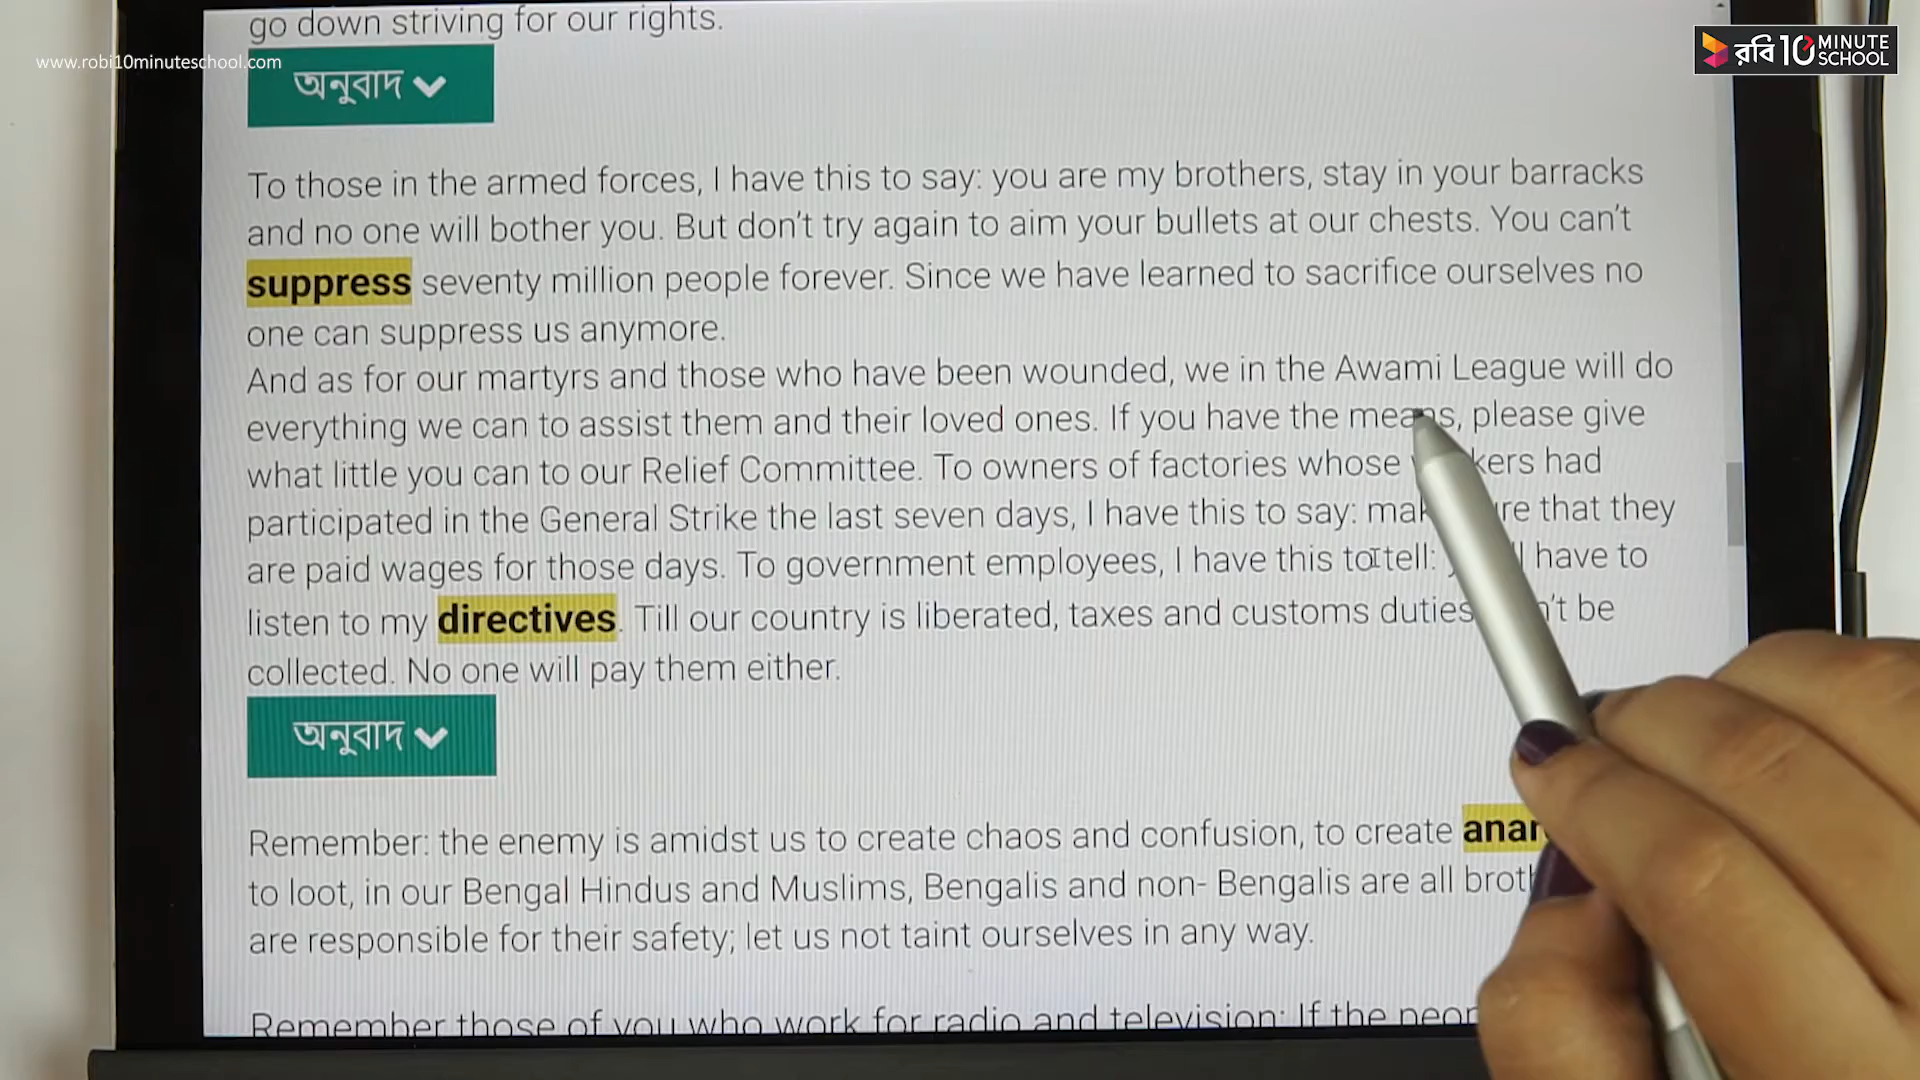 go down striving for our rights.
www.robi10minuteschool.com
রবি 10 MINUTE SCHOOL
অনুবাদ
To those in the armed forces, I have this to say: you are my brothers, stay in your barracks
and no one will bother you. But don't try again to aim your bullets at our chests. You can't
suppress seventy million people forever. Since we have learned to sacrifice ourselves no
one can suppress us anymore.
And as for our martyrs and those who have been wounded, we in the Awami League will do
everything we can to assist them and their loved ones. If you have the means, please give
what little you can to our Relief Committee. To owners of factories whose had
participated in the General Strike the last seven days, I have this to say: that they
are paid wages for those days. To government employees, I have this to tell: have to
listen to my directives. Till our country is liberated, taxes and customs duties be
collected. No one will pay them either.
অনুবাদ
Remember: the enemy is amidst us to create chaos and confusion, to create
to loot, in our Bengal Hindus and Muslims, Bengalis and non- Bengalis are all
are responsible for their safety; let us not taint ourselves in any way.
Remember those of you who work for radio and television: If the